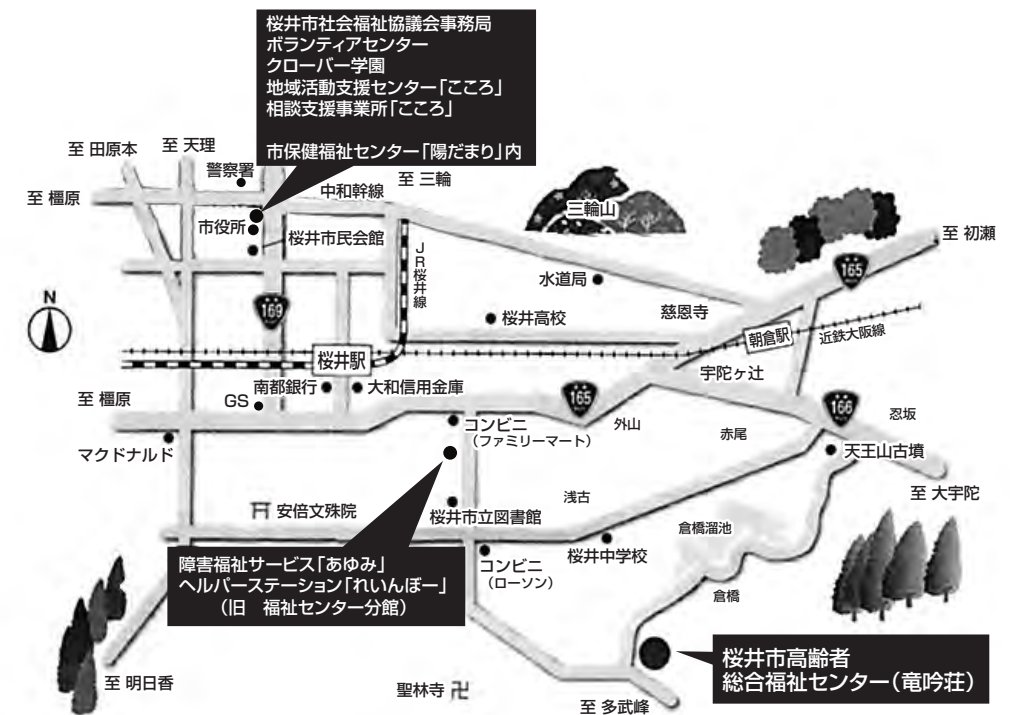 桜井市社会福祉協議会事務局
ボランティアセンター
クローバー学園
地域活動支援センター「こころ」
相談支援事業所「こころ」
市保健福祉センター「陽だまり」内
至 田原本
至 天理
警察署
至 三輪
至 橿原
中和幹線
三輪山
市役所
桜井市民会館
至 初瀬
JR桜井線
水道局
165
N
169
桜井高校
慈恩寺
朝倉駅
近鉄大阪線
桜井駅
宇陀ヶ辻
南都銀行
大和信用金庫
至 橿原
GS
165
166
忍坂
コンビニ
(ファミリーマート)
外山
赤尾
マクドナルド
天王山古墳
至 大宇陀
浅古
安倍文殊院
桜井市立図書館
倉橋溜池
桜井中学校
コンビニ
(ローソン)
障害福祉サービス「あゆみ」
ヘルパーステーション「れいんぼー」
(旧 福祉センター分館)
倉橋
桜井市高齢者
総合福祉センター(竜吟荘)
至 明日香
聖林寺
至 多武峰